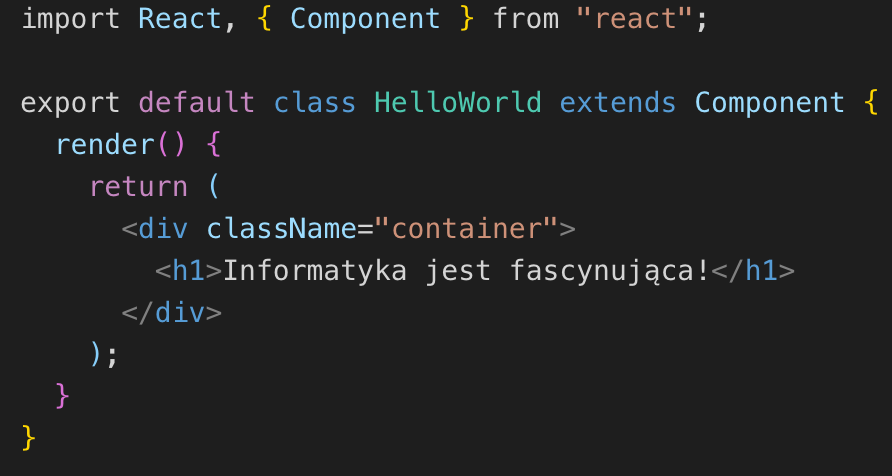 import React, { Component } from "react";

export default class HelloWorld extends Component {
  render() {
    return (
      <div className="container">
        <h1>Informatyka jest fascynująca!</h1>
      </div>
    );
  }
}